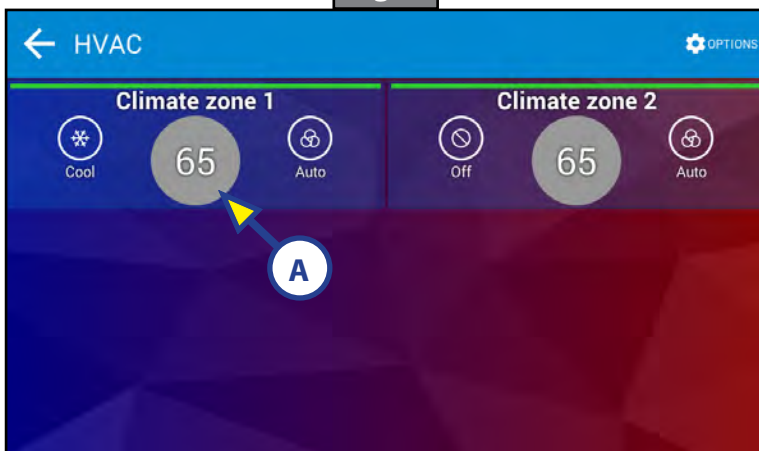 HVAC
OPTIONS
Climate zone 1
Cool
65
Auto
Climate zone 2
Off
65
Auto
A